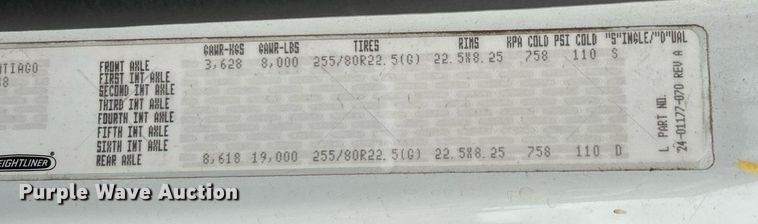 GAWR-KGS GAWR-LBS TIRES RIMS KPA COLD PSI COLD "S"INGLE/"D"UAL
NTIAGO
FRONT AXLE 3,628 8,000 255/80R22.5(G) 22.5X8.25 758 110 S
FIRST INT AXLE
SECOND INT AXLE
THIRD INT AXLE
FOURTH INT AXLE
FIFTH INT AXLE
SIXTH INT AXLE
REAR AXLE 8,618 19,000 255/80R22.5(G) 22.5X8.25 758 110 D
L PART NO.
24-01177-070 REV A
EIGHTLINER
Purple Wave Auction